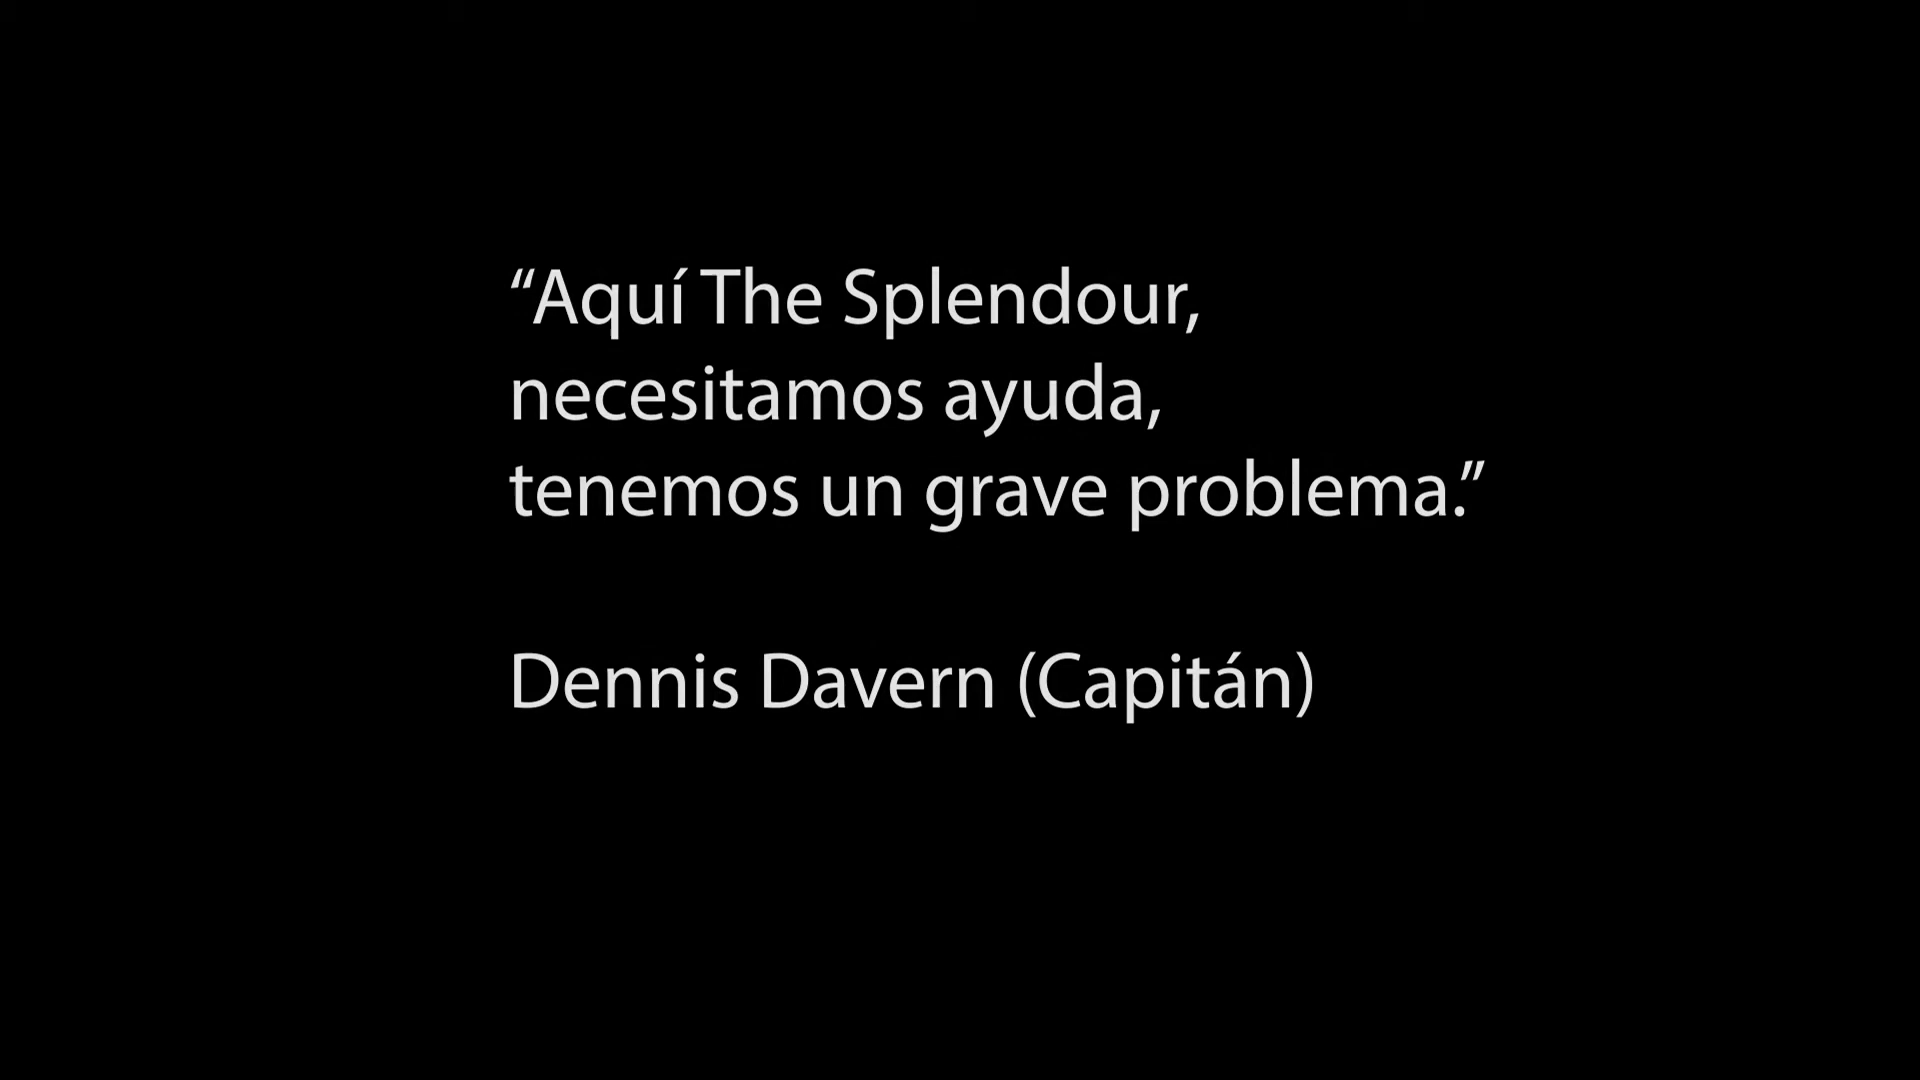 “Aquí The Splendour,
necesitamos ayuda,
tenemos un grave problema.”
Dennis Davern (Capitán)